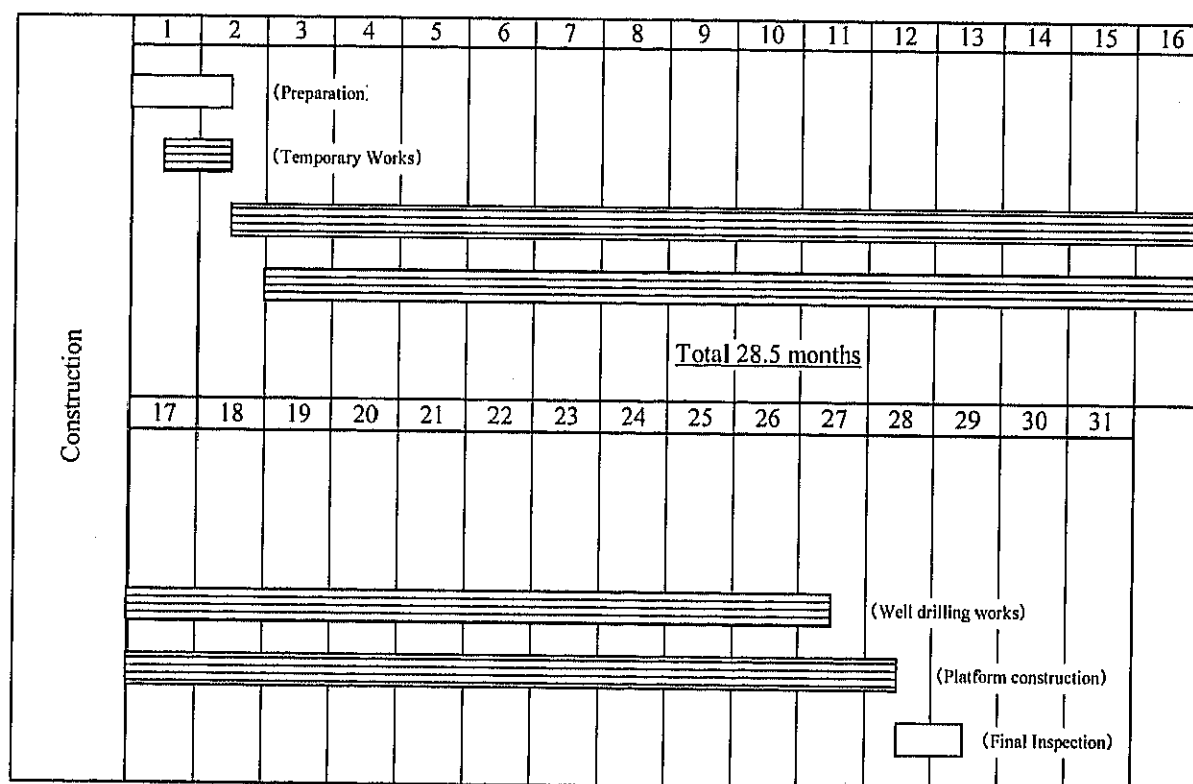 1 2 3 4 5 6 7 8 9 10 11 12 13 14 15 16
(Preparation)
(Temporary Works)
Total 28.5 months
Construction
17 18 19 20 21 22 23 24 25 26 27 28 29 30 31
(Well drilling works)
(Platform construction)
(Final Inspection)